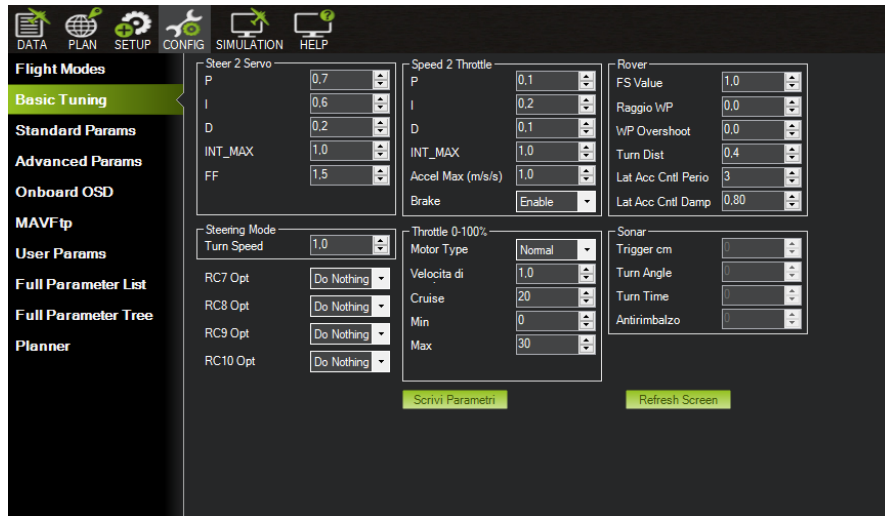 DATA PLAN SETUP CONFIG SIMULATION HELP
Flight Modes
Basic Tuning
Standard Params
Advanced Params
Onboard OSD
MAVFtp
User Params
Full Parameter List
Full Parameter Tree
Planner
Steer 2 Servo
P 0,7
I 0,6
D 0,2
INT_MAX 1,0
FF 1,5
Speed 2 Throttle
P 0,1
I 0,2
D 0,1
INT_MAX 1,0
Accel Max (m/s/s) 1,0
Brake Enable
Rover
FS Value 1,0
Raggio WP 0,0
WP Overshoot 0,0
Turn Dist 0,4
Lat Acc Cntl Perio 3
Lat Acc Cntl Damp 0,80
Steering Mode
Turn Speed 1,0
RC7 Opt Do Nothing
RC8 Opt Do Nothing
RC9 Opt Do Nothing
RC10 Opt Do Nothing
Throttle 0-100%
Motor Type Normal
Velocita di 1,0
Cruise 20
Min 0
Max 30
Sonar
Trigger cm 0
Turn Angle 0
Turn Time 0
Antirimbalzo 0
Scrivi Parametri
Refresh Screen